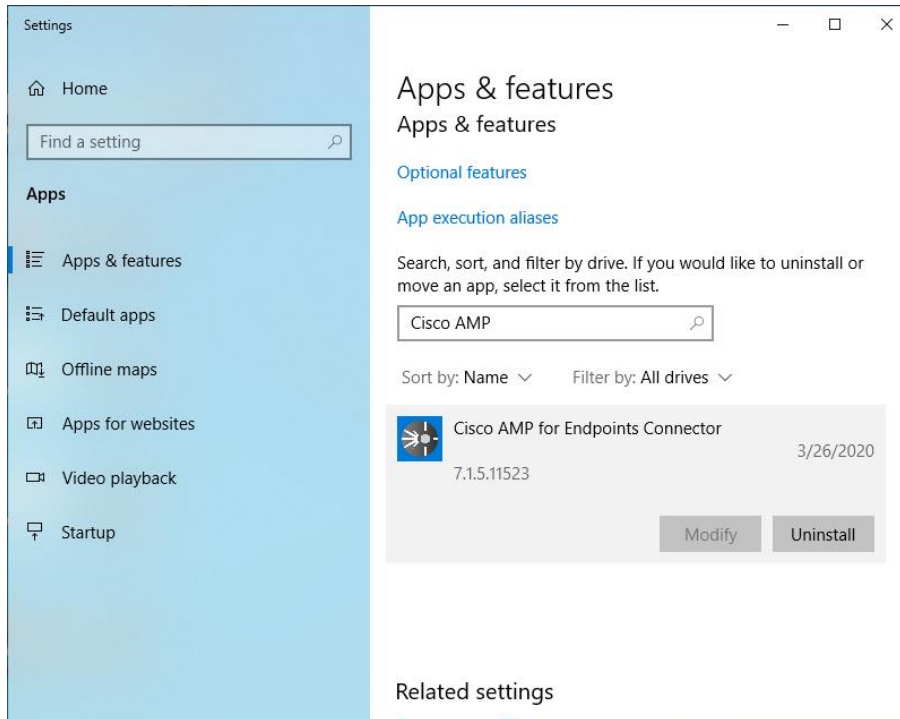 Settings
Home
Find a setting
Apps
Apps & features
Default apps
Offline maps
Apps for websites
Video playback
Startup
Apps & features
Apps & features
Optional features
App execution aliases
Search, sort, and filter by drive. If you would like to uninstall or
move an app, select it from the list.
Cisco AMP
Sort by: Name Filter by: All drives
Cisco AMP for Endpoints Connector
3/26/2020
7.1.5.11523
Modify Uninstall
Related settings